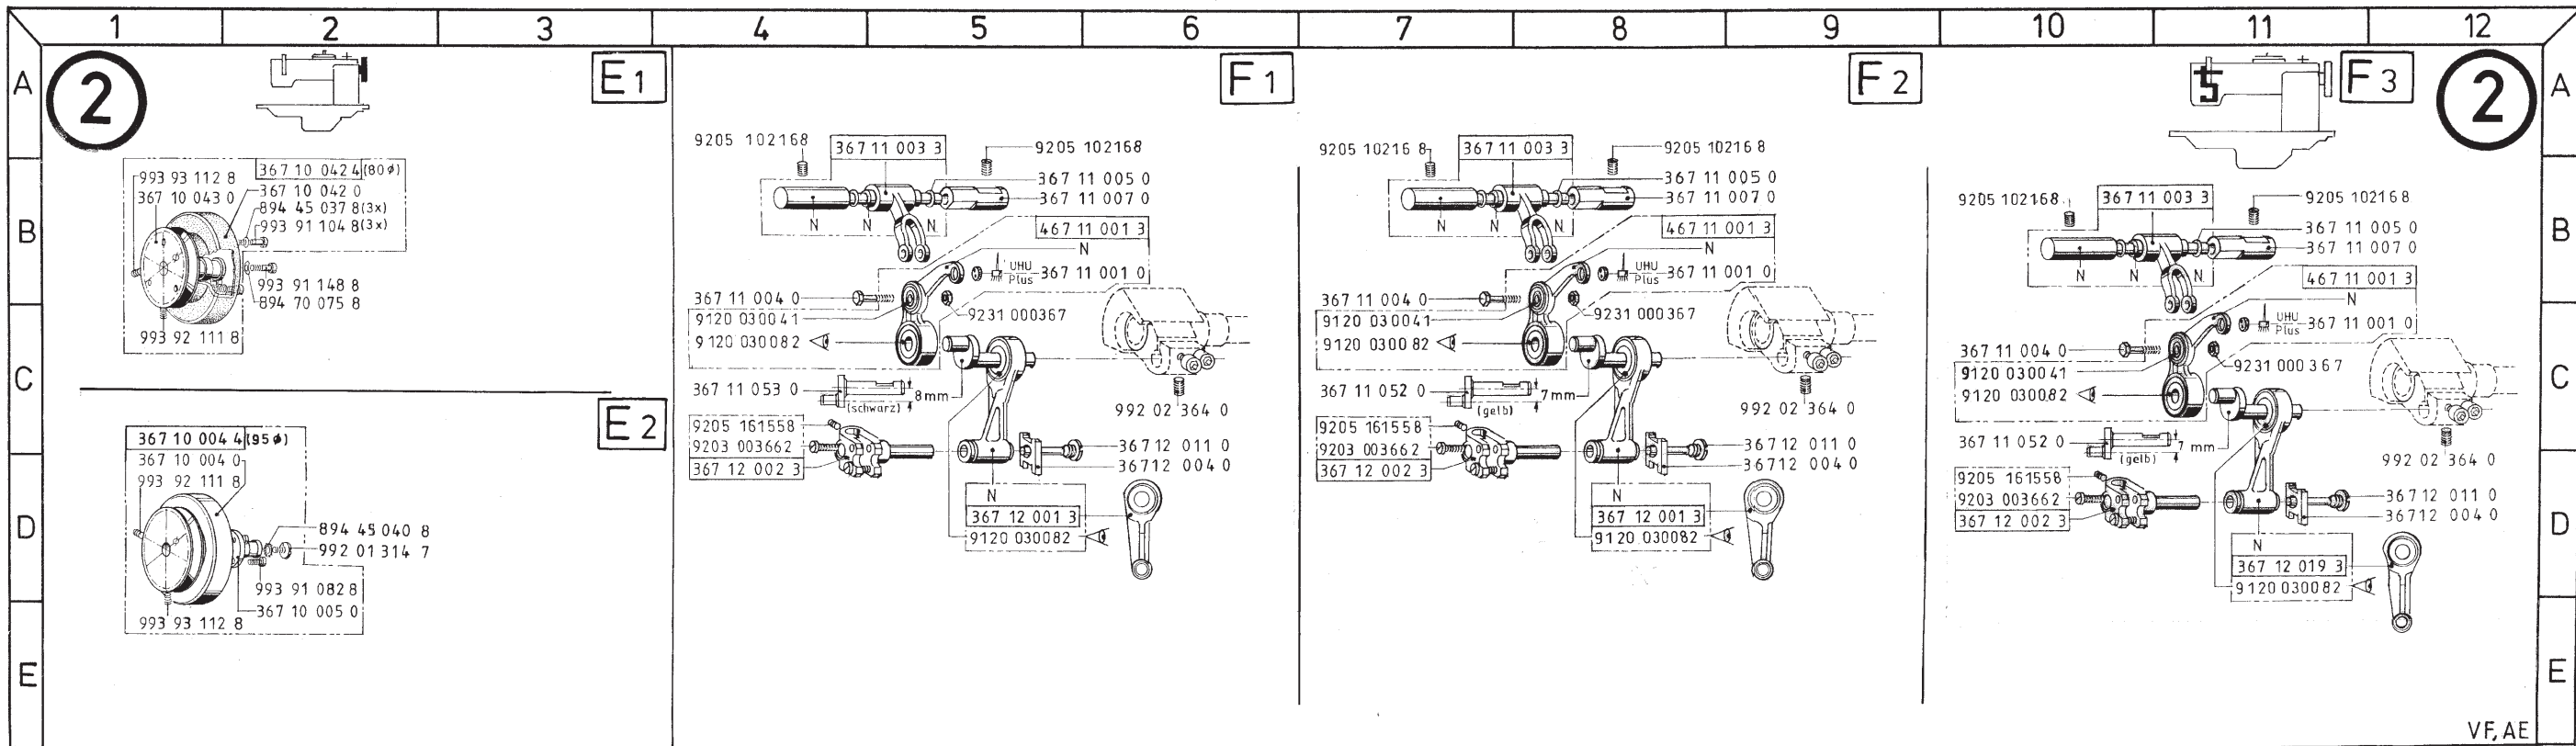 1 2 3 4 5 6 7 8 9 10 11 12
A
B
C
D
E
2
E 1
993 93 112 8
367 10 043 0
367 10 042 4 (80 ø)
367 10 042 0
894 45 037 8 (3x)
993 91 104 8 (3x)
993 91 148 8
894 70 075 8
993 92 111 8
E 2
367 10 004 4 (95 ø)
367 10 004 0
993 92 111 8
894 45 040 8
992 01 314 7
993 91 082 8
367 10 005 0
993 93 112 8
F 1
9205 102168
367 11 003 3
9205 102168
367 11 005 0
367 11 007 0
N N N
467 11 001 3
N
UHU
Plus
367 11 001 0
367 11 004 0
9120 030041
9120 030082
9231 000367
367 11 053 0
(schwarz)
8mm
992 02 364 0
9205 161558
9203 003662
367 12 002 3
367 12 011 0
367 12 004 0
N
367 12 001 3
9120 030082
F 2
9205 10216 8
367 11 003 3
9205 10216 8
367 11 005 0
367 11 007 0
N N N
467 11 001 3
N
UHU
Plus
367 11 001 0
367 11 004 0
9120 030041
9120 030082
9231 000367
367 11 052 0
(gelb)
7mm
992 02 364 0
9205 161558
9203 003662
367 12 002 3
367 12 011 0
367 12 004 0
N
367 12 001 3
9120 030082
F 3
2
9205 102168
367 11 003 3
9205 102168
367 11 005 0
367 11 007 0
N N N
467 11 001 3
N
UHU
Plus
367 11 001 0
367 11 004 0
9120 030041
9120 030082
9231 000 367
367 11 052 0
(gelb)
7 mm
992 02 364 0
9205 161558
9203 003662
367 12 002 3
367 12 011 0
367 12 004 0
N
367 12 019 3
9120 030082
A
B
C
D
E
VF, AE